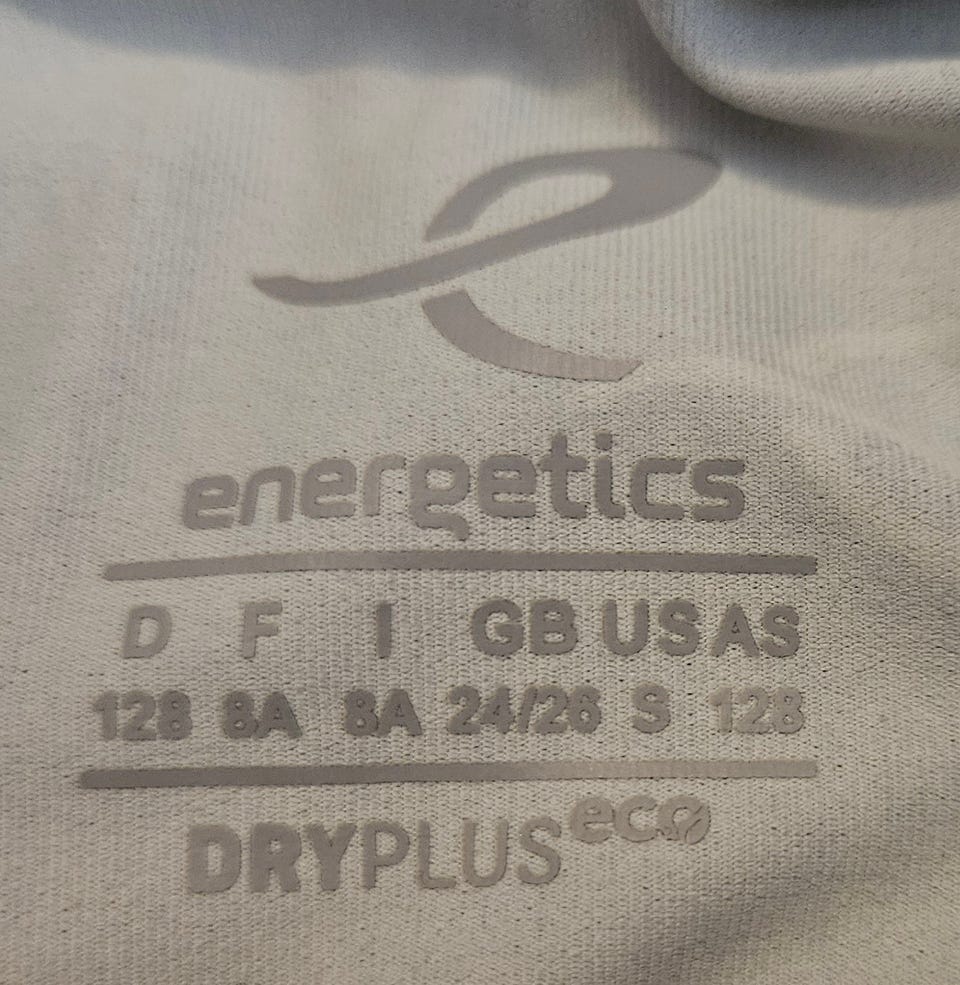 energetics
D F I GB US AS
128 8A 8A 24/26 S 128
DRYPLUS eco